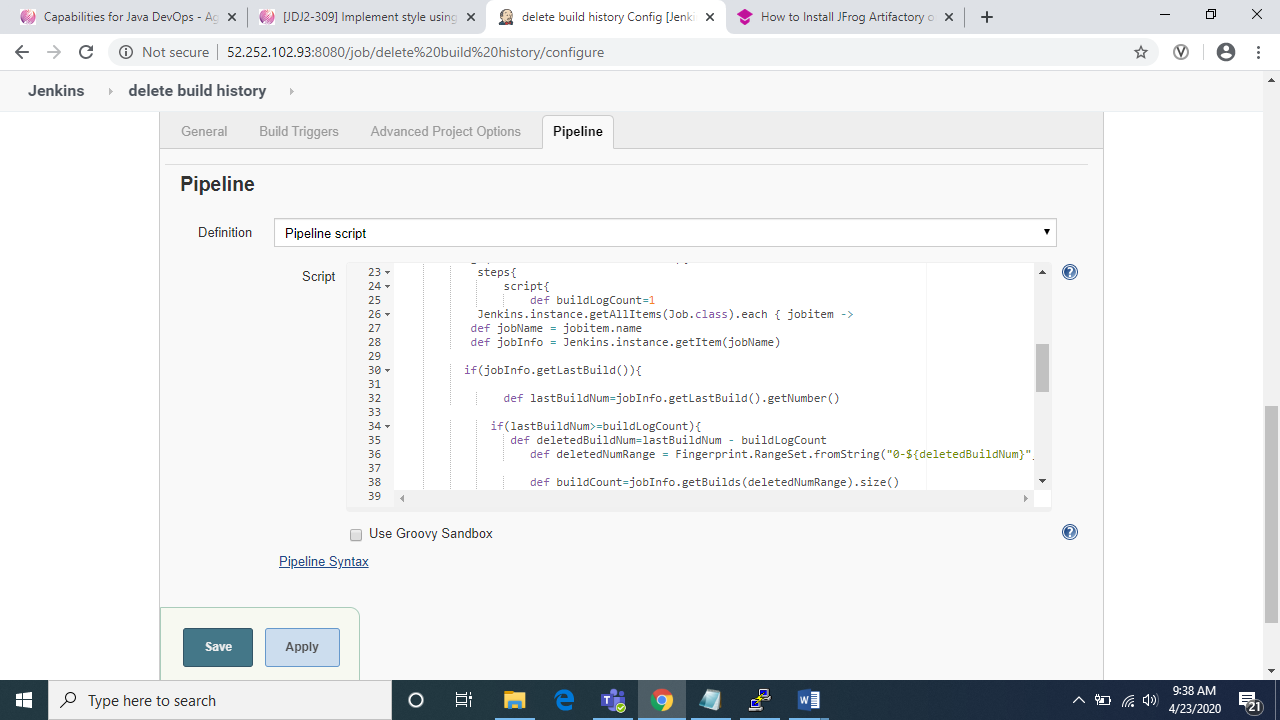 Capabilities for Java DevOps - Ag
[JDJ2-309] Implement style using
delete build history Config [Jenki
How to Install JFrog Artifactory o
Not secure
52.252.102.93:8080/job/delete%20build%20history/configure
Jenkins
delete build history
General
Build Triggers
Advanced Project Options
Pipeline
Pipeline
Definition
Pipeline script
Script
23 steps{
24 script{
25 def buildLogCount=1
26 Jenkins.instance.getAllItems(Job.class).each { jobitem ->
27 def jobName = jobitem.name
28 def jobInfo = Jenkins.instance.getItem(jobName)
29
30 if(jobInfo.getLastBuild()){
31
32 def lastBuildNum=jobInfo.getLastBuild().getNumber()
33
34 if(lastBuildNum>=buildLogCount){
35 def deletedBuildNum=lastBuildNum - buildLogCount
36 def deletedNumRange = Fingerprint.RangeSet.fromString("0-${deletedBuildNum}",
37
38 def buildCount=jobInfo.getBuilds(deletedNumRange).size()
39
Use Groovy Sandbox
Pipeline Syntax
Save
Apply
Type here to search
9:38 AM
4/23/2020
21